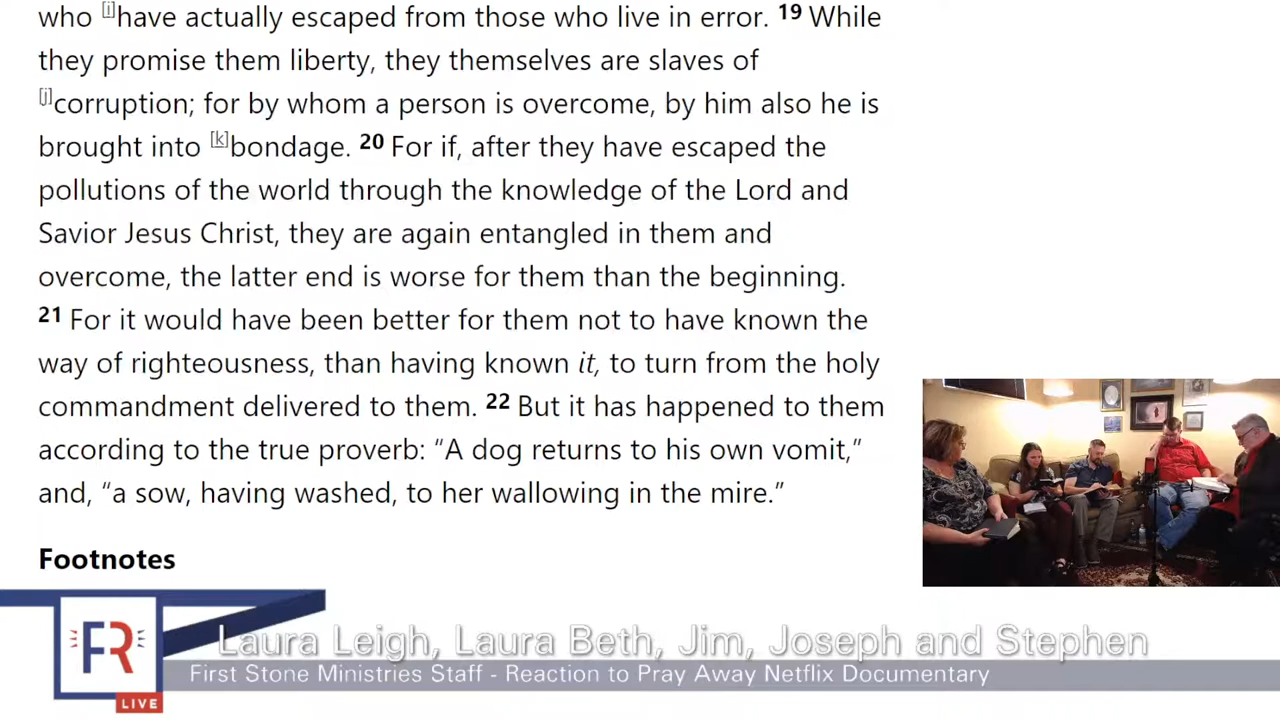 who [i]have actually escaped from those who live in error. 19 While
they promise them liberty, they themselves are slaves of
[j]corruption; for by whom a person is overcome, by him also he is
brought into [k]bondage. 20 For if, after they have escaped the
pollutions of the world through the knowledge of the Lord and
Savior Jesus Christ, they are again entangled in them and
overcome, the latter end is worse for them than the beginning.
21 For it would have been better for them not to have known the
way of righteousness, than having known it, to turn from the holy
commandment delivered to them. 22 But it has happened to them
according to the true proverb: “A dog returns to his own vomit,”
and, “a sow, having washed, to her wallowing in the mire.”
Footnotes
FR
LIVE
Laura Leigh, Laura Beth, Jim, Joseph and Stephen
First Stone Ministries Staff - Reaction to Pray Away Netflix Documentary